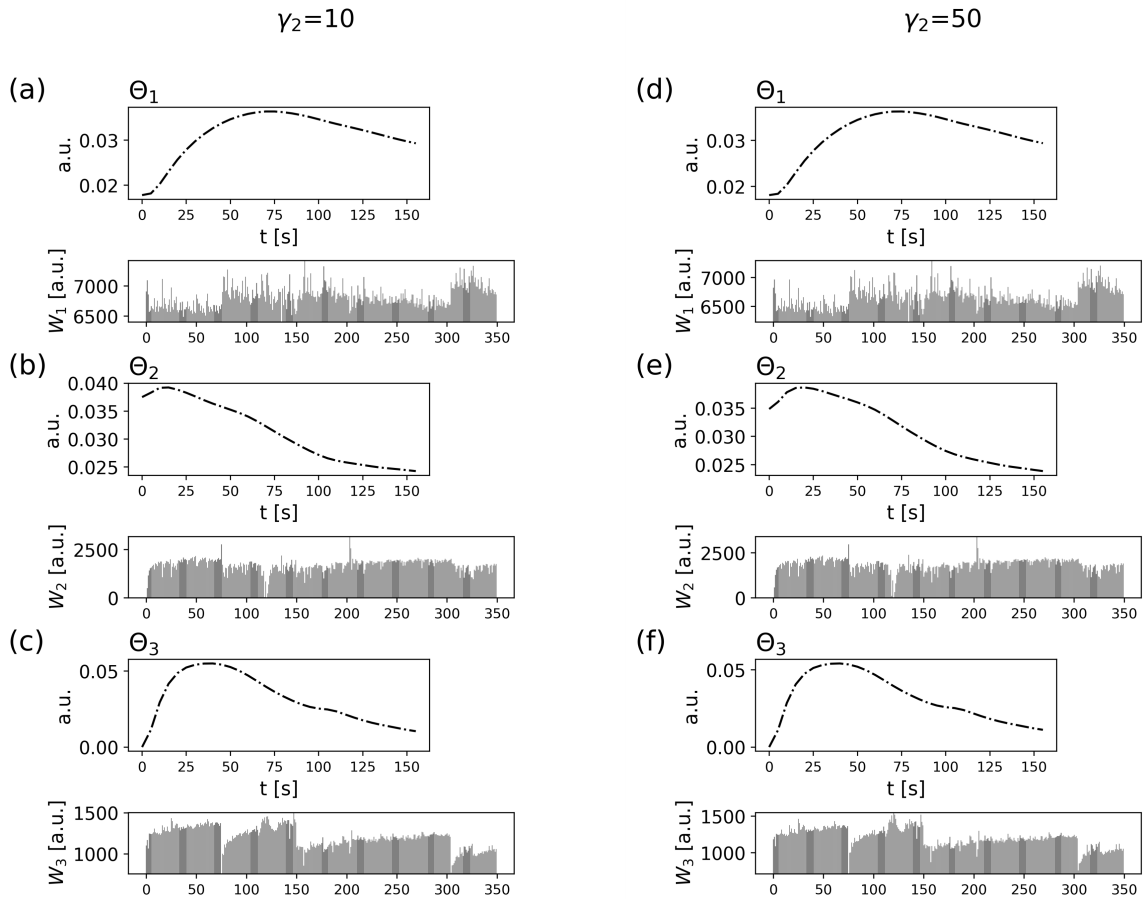 γ₂=10
γ₂=50
(a)
Θ₁
a.u.
0.03
0.02
0 25 50 75 100 125 150
t [s]
W₁ [a.u.]
7000
6500
0 50 100 150 200 250 300 350
(d)
Θ₁
a.u.
0.03
0.02
0 25 50 75 100 125 150
t [s]
W₁ [a.u.]
7000
6500
0 50 100 150 200 250 300 350
(b)
Θ₂
a.u.
0.040
0.035
0.030
0.025
0 25 50 75 100 125 150
t [s]
W₂ [a.u.]
2500
0
0 50 100 150 200 250 300 350
(e)
Θ₂
a.u.
0.035
0.030
0.025
0 25 50 75 100 125 150
t [s]
W₂ [a.u.]
2500
0
0 50 100 150 200 250 300 350
(c)
Θ₃
a.u.
0.05
0.00
0 25 50 75 100 125 150
t [s]
W₃ [a.u.]
1500
1000
0 50 100 150 200 250 300 350
(f)
Θ₃
a.u.
0.05
0.00
0 25 50 75 100 125 150
t [s]
W₃ [a.u.]
1500
1000
0 50 100 150 200 250 300 350